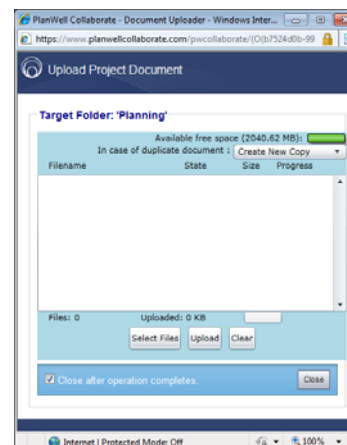 PlanWell Collaborate - Document Uploader - Windows Inter...
https://www.planwellcollaborate.com/pwcollaborate/(O(b7524d0b-99
Upload Project Document
Target Folder: 'Planning'
Available free space (2040.62 MB):
In case of duplicate document : Create New Copy
Filename State Size Progress
Files: 0 Uploaded: 0 KB
Select Files Upload Clear
Close after operation completes. Close
Internet | Protected Mode: Off 100%